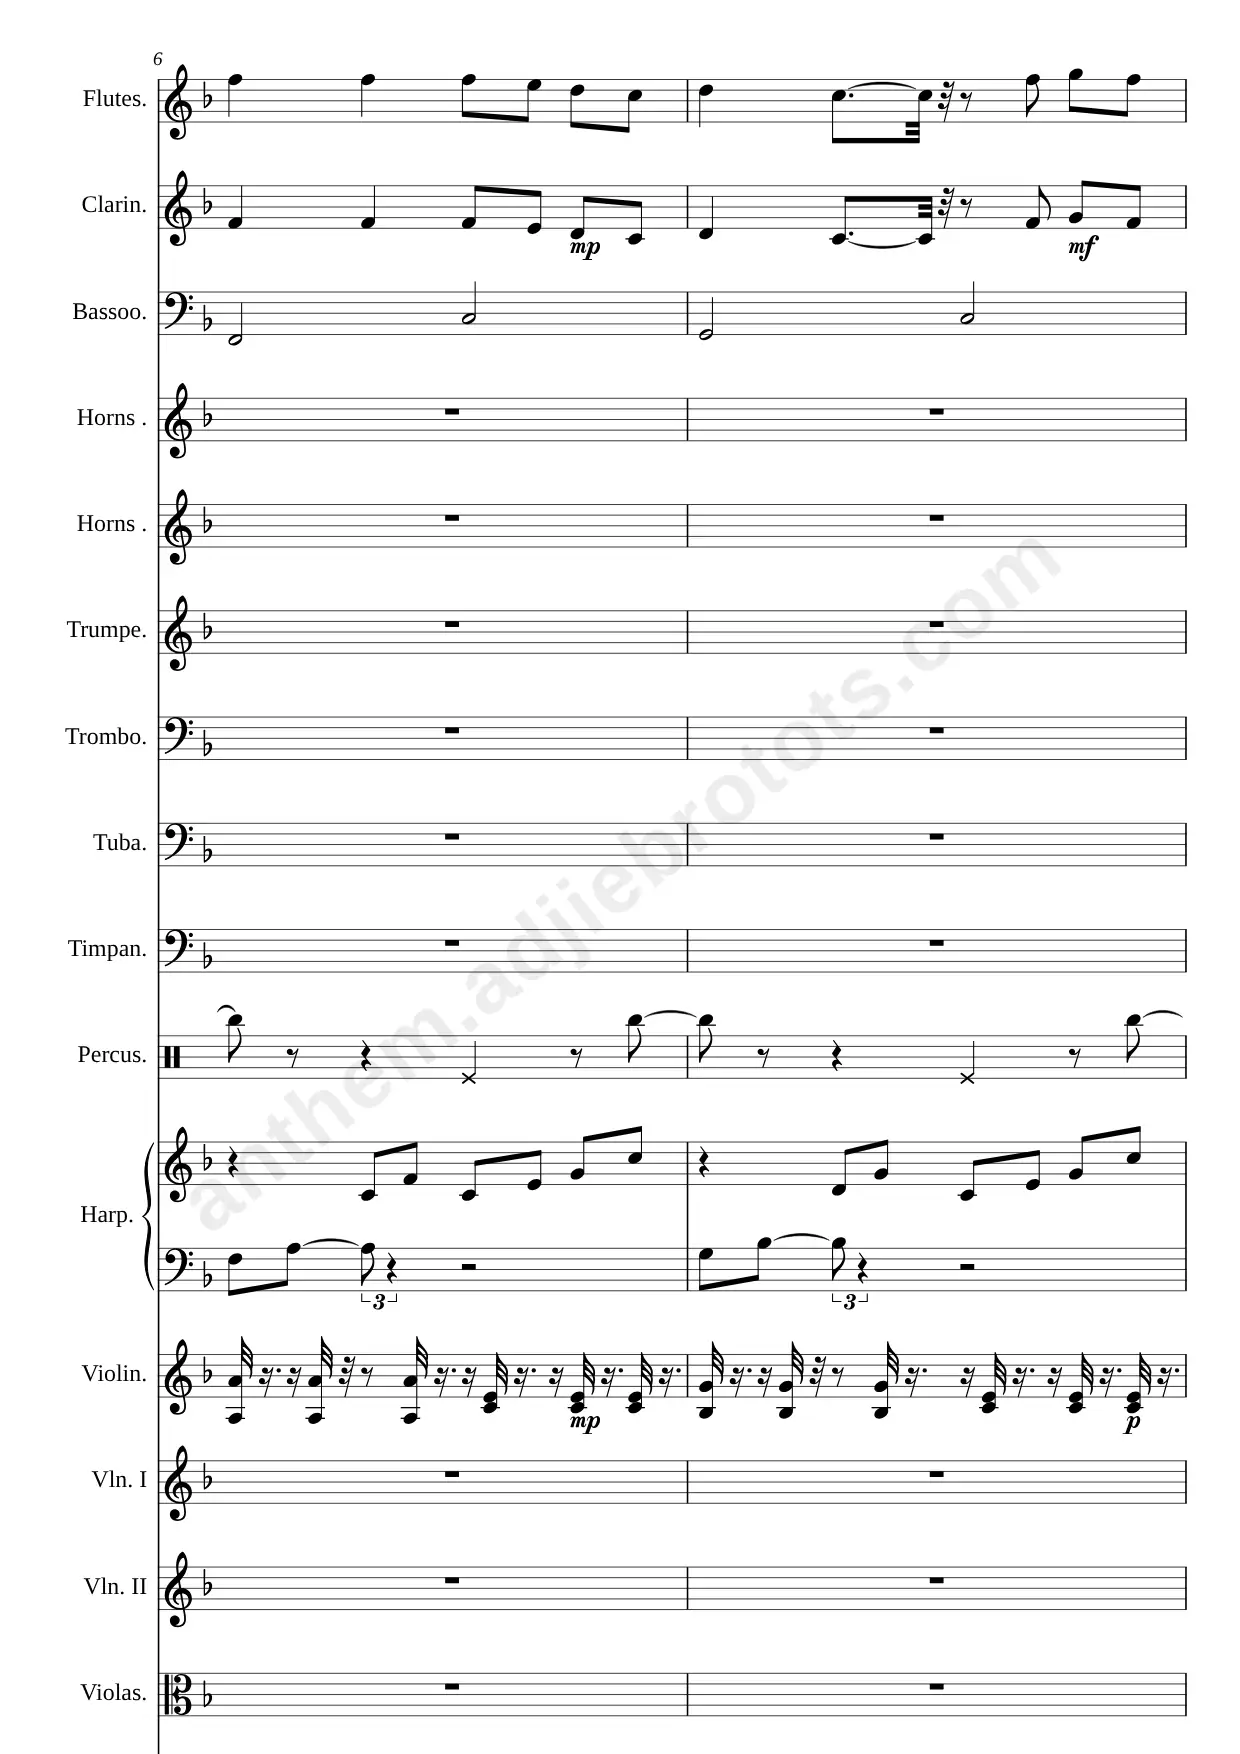 6
Flutes.
Clarin.
mp
mf
Bassoo.
Horns .
Horns .
Trumpe.
Trombo.
Tuba.
Timpan.
Percus.
Harp.
3
3
Violin.
mp
p
Vln. I
Vln. II
Violas.
anthem.adjiebrotots.com